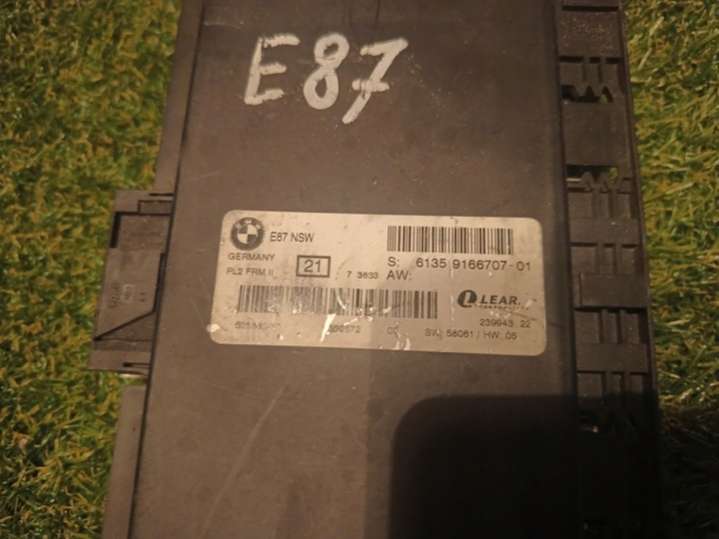 E87
E87 NSW
GERMANY
PL2 FRM II
21
7 3633
S: 6135 9166707-01
AW:
LEAR
239943 22
SW: 58061 / HW: 05